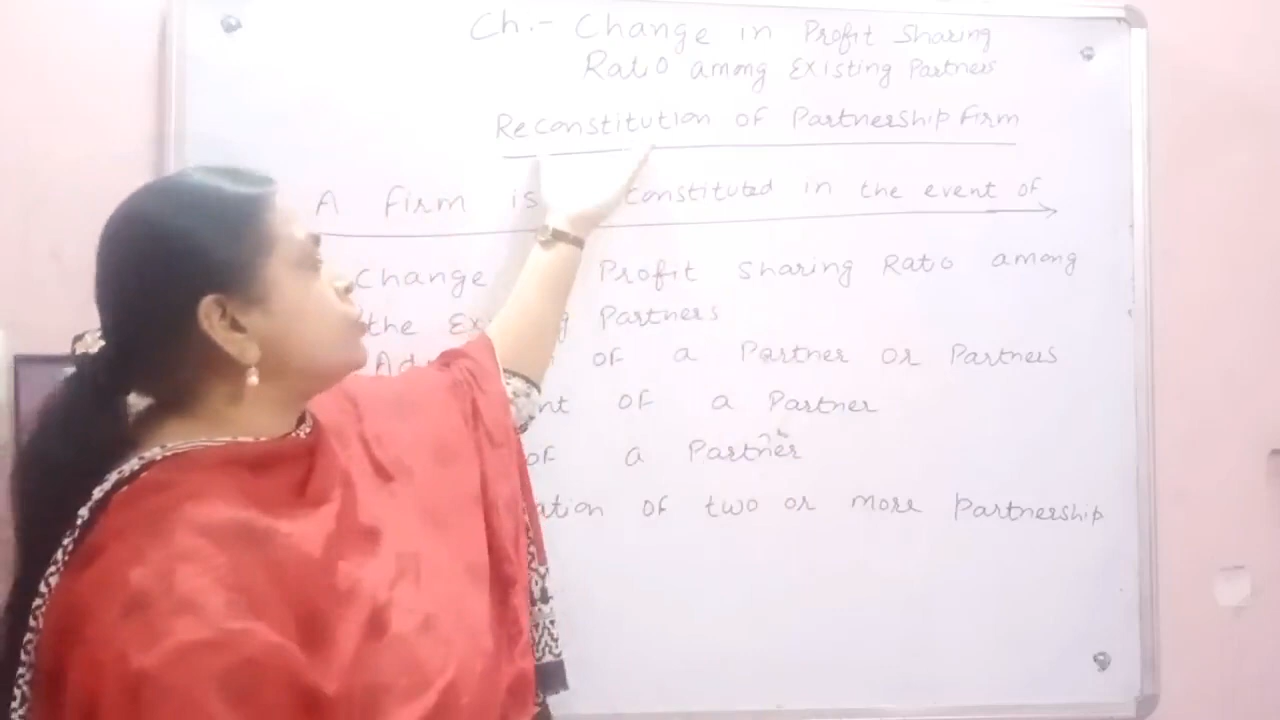 Ch.- Change in Profit Sharing
Ratio among Existing Partners
Reconstitution of Partnership Firm
A Firm is constituted in the event of
Change Profit Sharing Ratio among
the Partners
of a Partner or Partners
of a Partner
of a Partner
of two or more Partnership